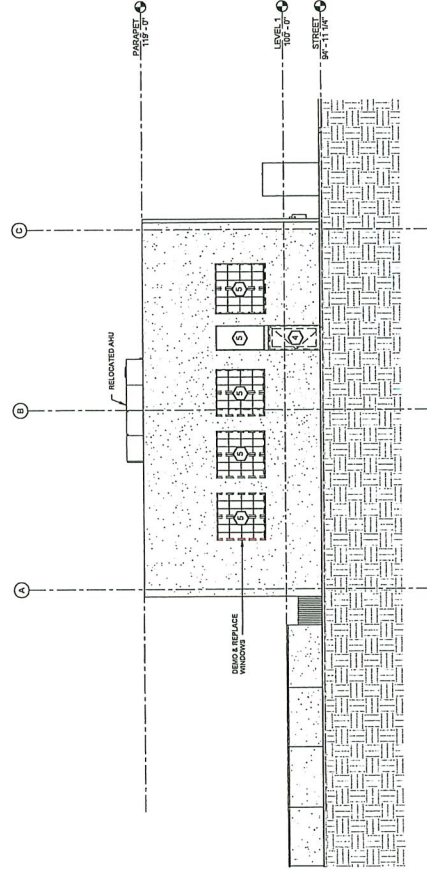 PARAPET
119' - 0"
LEVEL 1
100' - 0"
STREET
94' - 11 1/4"
C
RELOCATED AHU
B
A
5
5
4
5
5
5
DEMO & REPLACE
WINDOWS